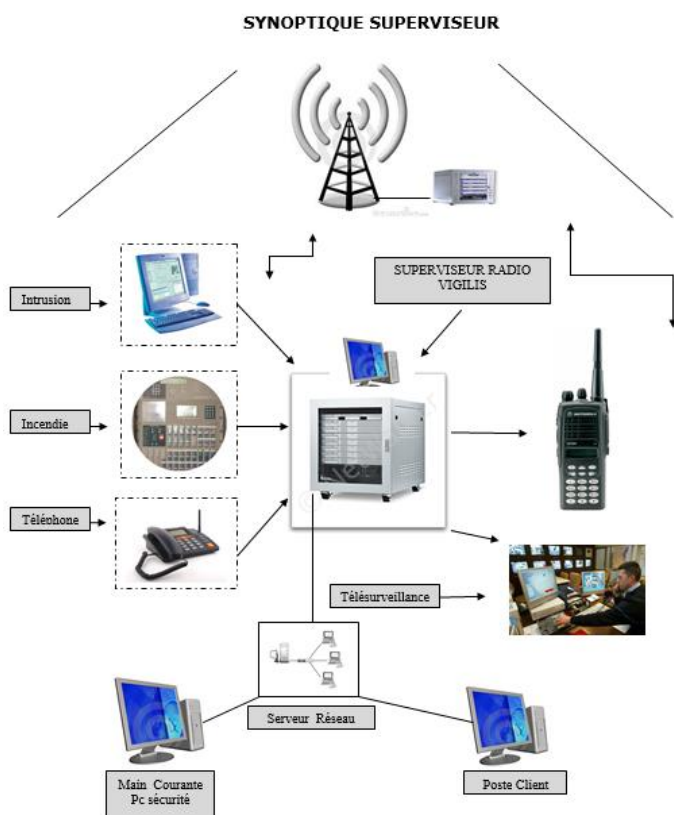 SYNOPTIQUE SUPERVISEUR
SUPERVISEUR RADIO
VIGILIS
Intrusion
Incendie
Téléphone
Télésurveillance
Serveur Réseau
Main Courante
Pc sécurité
Poste Client